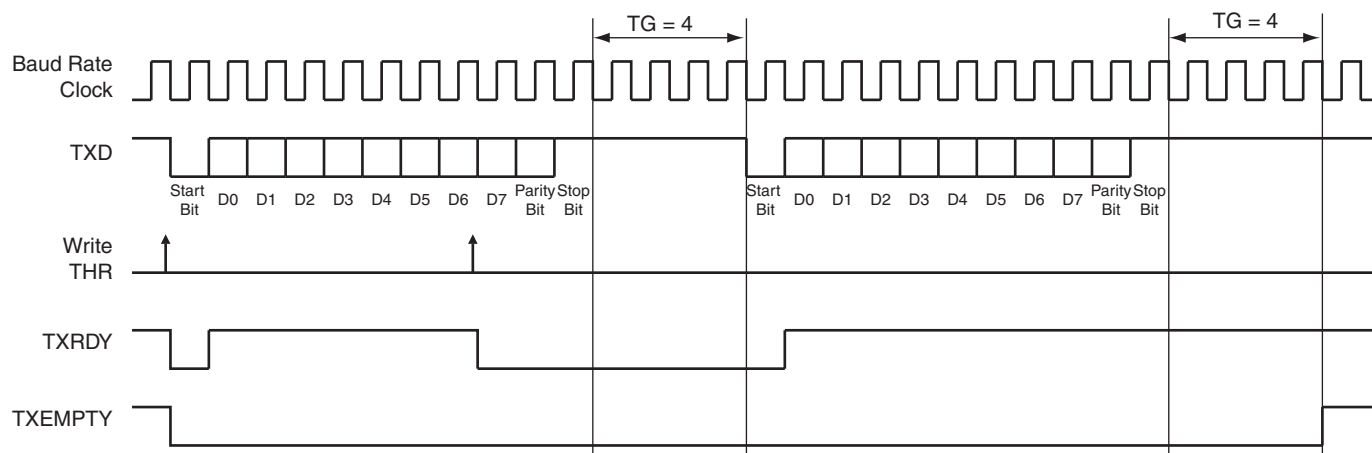 TG = 4
TG = 4
Baud Rate
Clock
TXD
Start
Bit
D0
D1
D2
D3
D4
D5
D6
D7
Parity
Bit
Stop
Bit
Start
Bit
D0
D1
D2
D3
D4
D5
D6
D7
Parity
Bit
Stop
Bit
Write
THR
TXRDY
TXEMPTY